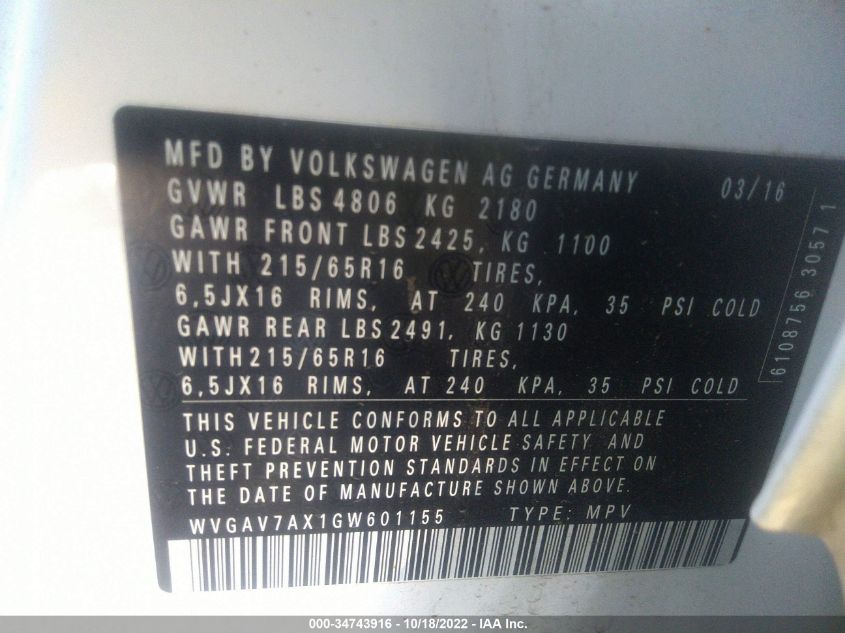 MFD BY VOLKSWAGEN AG GERMANY 03/16
GVWR LBS 4806 KG 2180
GAWR FRONT LBS 2425, KG 1100
WITH 215/65R16 TIRES,
6,5JX16 RIMS, AT 240 KPA, 35 PSI COLD
GAWR REAR LBS 2491, KG 1130
WITH 215/65R16 TIRES,
6,5JX16 RIMS, AT 240 KPA, 35 PSI COLD
THIS VEHICLE CONFORMS TO ALL APPLICABLE
U.S. FEDERAL MOTOR VEHICLE SAFETY AND
THEFT PREVENTION STANDARDS IN EFFECT ON
THE DATE OF MANUFACTURE SHOWN ABOVE.
WVGAV7AX1GW601155 TYPE: MPV
6108756 3057 1
000-34743916 - 10/18/2022 - IAA Inc.